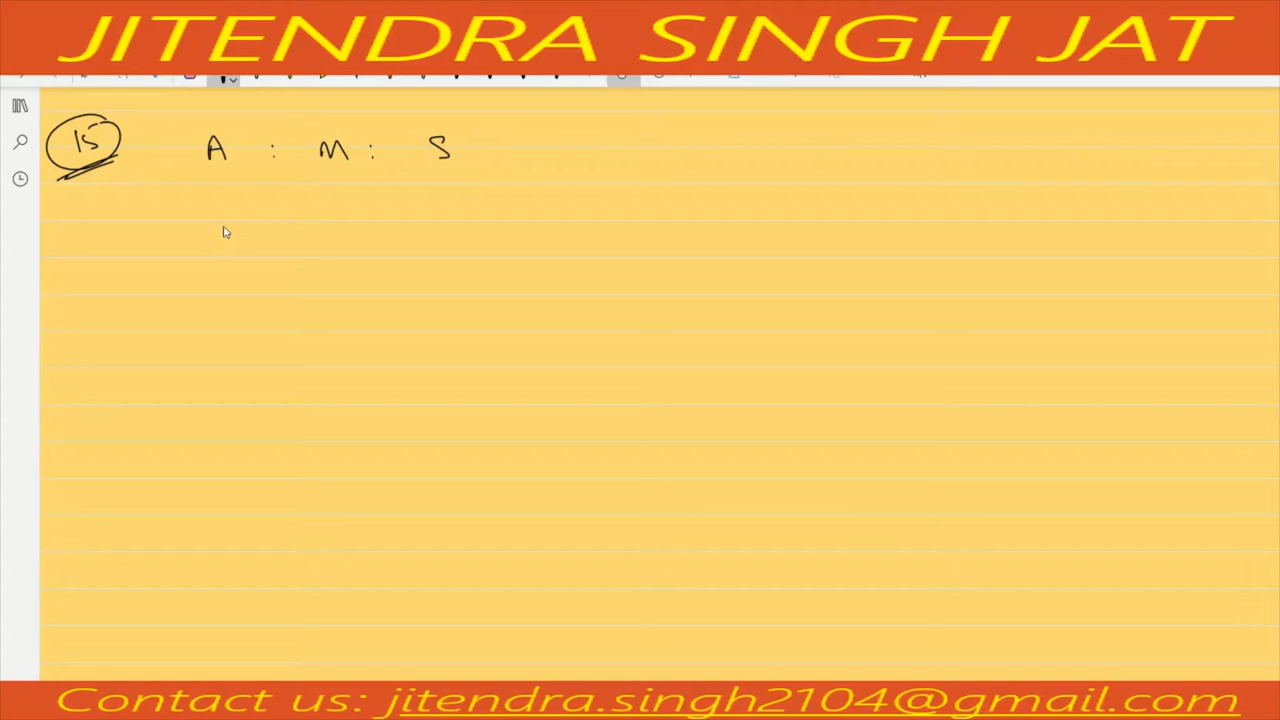 JITENDRA SINGH JAT
15 A : M : S
Contact us: jitendra.singh2104@gmail.com